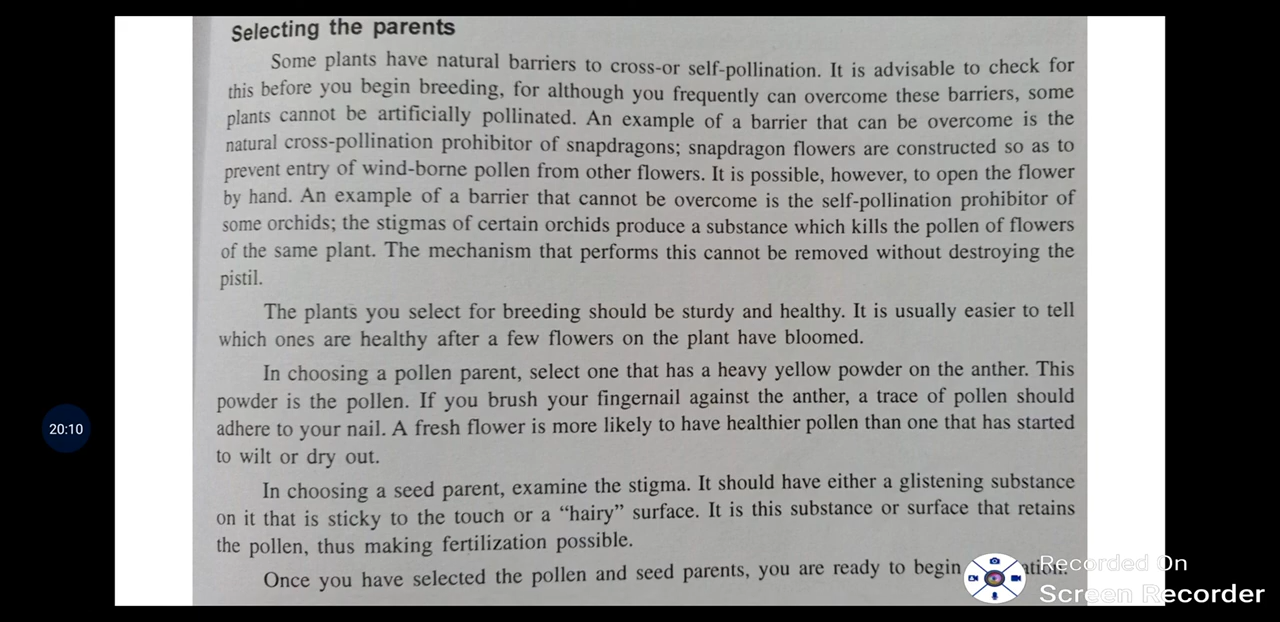 Selecting the parents
Some plants have natural barriers to cross-or self-pollination. It is advisable to check for
this before you begin breeding, for although you frequently can overcome these barriers, some
plants cannot be artificially pollinated. An example of a barrier that can be overcome is the
natural cross-pollination prohibitor of snapdragons; snapdragon flowers are constructed so as to
prevent entry of wind-borne pollen from other flowers. It is possible, however, to open the flower
by hand. An example of a barrier that cannot be overcome is the self-pollination prohibitor of
some orchids; the stigmas of certain orchids produce a substance which kills the pollen of flowers
of the same plant. The mechanism that performs this cannot be removed without destroying the
pistil.
The plants you select for breeding should be sturdy and healthy. It is usually easier to tell
which ones are healthy after a few flowers on the plant have bloomed.
In choosing a pollen parent, select one that has a heavy yellow powder on the anther. This
powder is the pollen. If you brush your fingernail against the anther, a trace of pollen should
20:10
adhere to your nail. A fresh flower is more likely to have healthier pollen than one that has started
to wilt or dry out.
In choosing a seed parent, examine the stigma. It should have either a glistening substance
on it that is sticky to the touch or a “hairy” surface. It is this substance or surface that retains
the pollen, thus making fertilization possible.
Once you have selected the pollen and seed parents, you are ready to begin
Recorded On
Screen Recorder